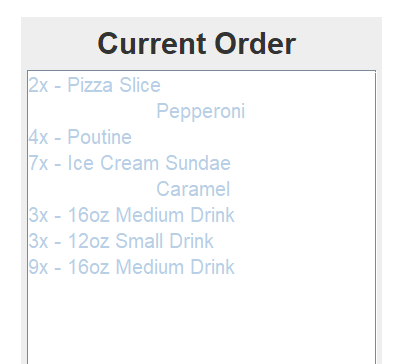 Current Order
2x - Pizza Slice
Pepperoni
4x - Poutine
7x - Ice Cream Sundae
Caramel
3x - 16oz Medium Drink
3x - 12oz Small Drink
9x - 16oz Medium Drink